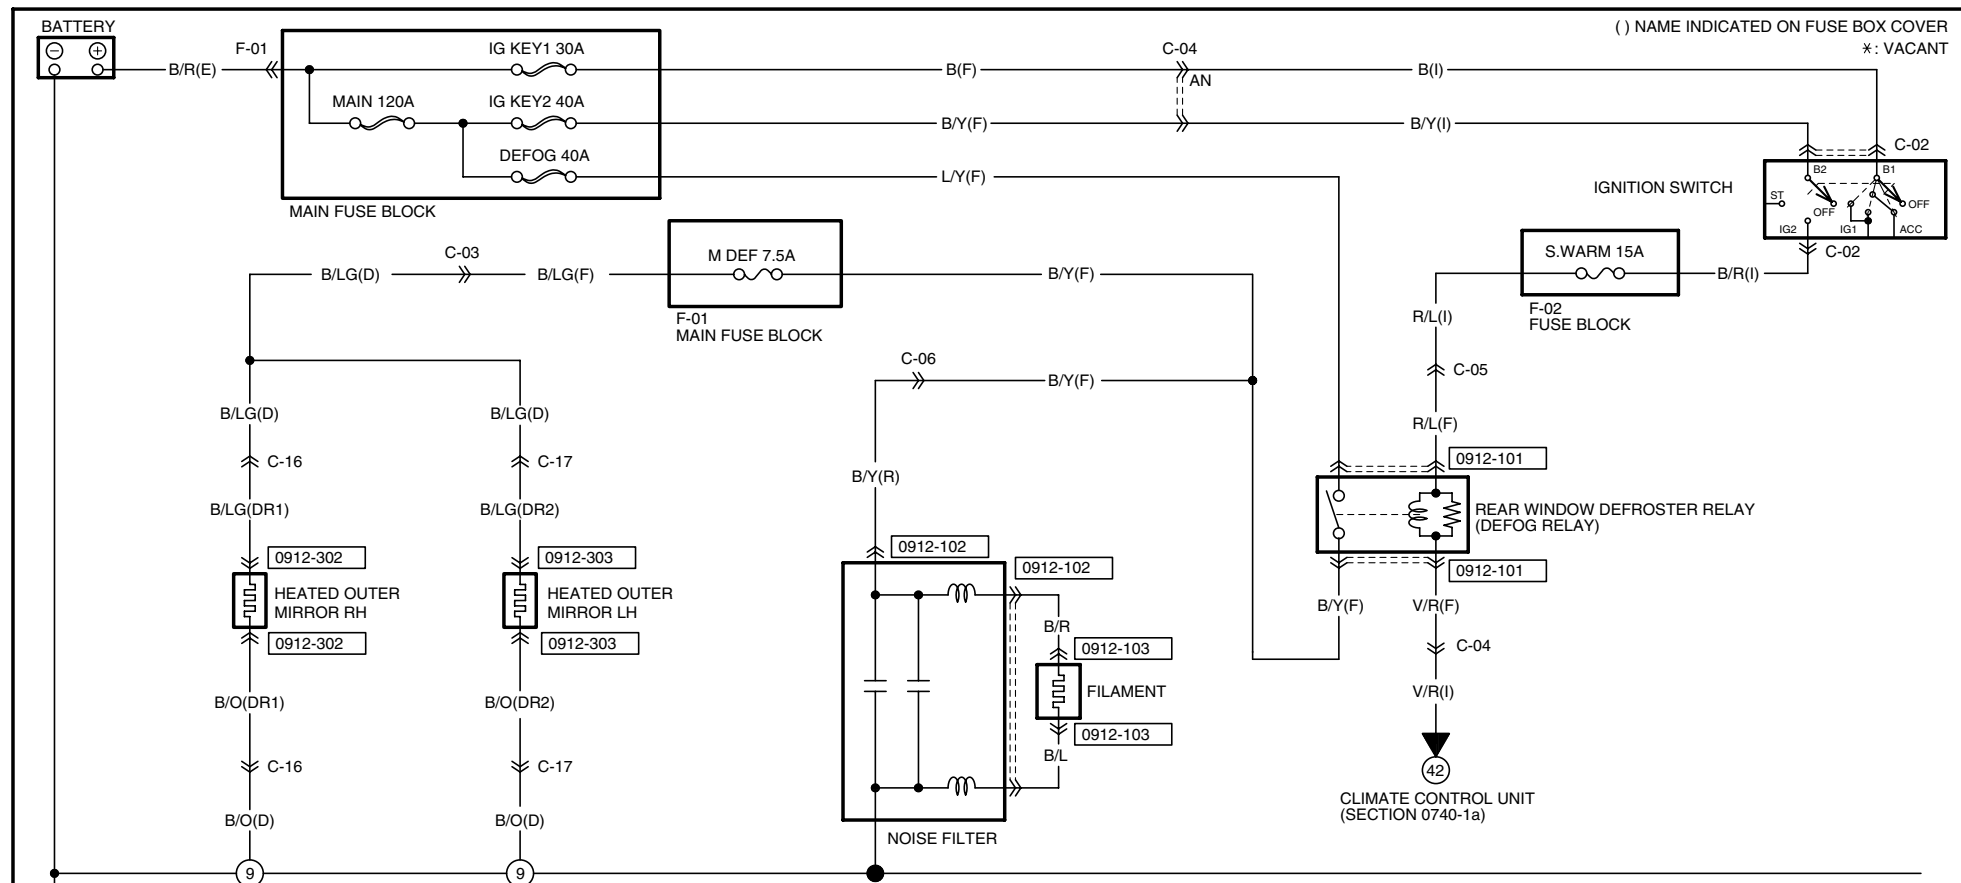 BATTERY
( ) NAME INDICATED ON FUSE BOX COVER
*: VACANT
F-01
IG KEY1 30A
C-04
B/R(E)
B(F)
B(I)
AN
MAIN 120A
IG KEY2 40A
B/Y(F)
B/Y(I)
C-02
DEFOG 40A
L/Y(F)
MAIN FUSE BLOCK
IGNITION SWITCH
B2
B1
ST
OFF
OFF
IG2
IG1
ACC
C-02
C-03
M DEF 7.5A
S.WARM 15A
B/LG(D)
B/LG(F)
B/Y(F)
B/R(I)
F-01
MAIN FUSE BLOCK
F-02
FUSE BLOCK
R/L(I)
C-06
C-05
B/Y(F)
B/LG(D)
B/LG(D)
R/L(F)
C-16
C-17
0912-101
B/Y(R)
B/LG(DR1)
B/LG(DR2)
REAR WINDOW DEFROSTER RELAY
(DEFOG RELAY)
0912-302
0912-303
0912-102
0912-102
0912-101
HEATED OUTER
MIRROR RH
HEATED OUTER
MIRROR LH
B/Y(F)
V/R(F)
B/R
0912-302
0912-303
0912-103
C-04
FILAMENT
V/R(I)
B/O(DR1)
B/O(DR2)
0912-103
B/L
C-16
C-17
42
CLIMATE CONTROL UNIT
(SECTION 0740-1a)
B/O(D)
B/O(D)
NOISE FILTER
9
9